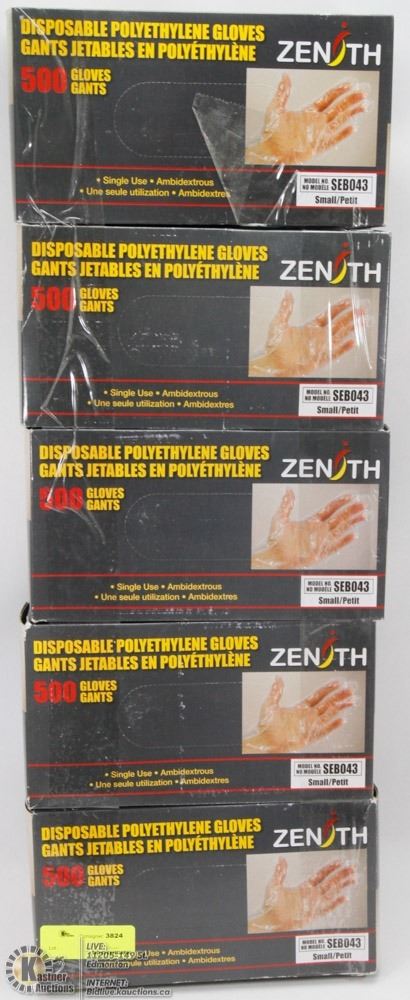 DISPOSABLE POLYETHYLENE GLOVES
GANTS JETABLES EN POLYÉTHYLÈNE
ZENITH
500 GLOVES
GANTS
• Single Use • Ambidextrous
• Une seule utilization • Ambidextres
MODEL NO.
NO MODÈLE SEB043
Small/Petit
DISPOSABLE POLYETHYLENE GLOVES
GANTS JETABLES EN POLYÉTHYLÈNE
ZENITH
500 GLOVES
GANTS
• Single Use • Ambidextrous
• Une seule utilization • Ambidextres
MODEL NO.
NO MODÈLE SEB043
Small/Petit
DISPOSABLE POLYETHYLENE GLOVES
GANTS JETABLES EN POLYÉTHYLÈNE
ZENITH
500 GLOVES
GANTS
• Single Use • Ambidextrous
• Une seule utilization • Ambidextres
MODEL NO.
NO MODÈLE SEB043
Small/Petit
DISPOSABLE POLYETHYLENE GLOVES
GANTS JETABLES EN POLYÉTHYLÈNE
ZENITH
500 GLOVES
GANTS
• Single Use • Ambidextrous
• Une seule utilization • Ambidextres
MODEL NO.
NO MODÈLE SEB043
Small/Petit
DISPOSABLE POLYETHYLENE GLOVES
GANTS JETABLES EN POLYÉTHYLÈNE
ZENITH
500 GLOVES
GANTS
Ambidextrous
utilization • Ambidextres
MODEL NO.
NO MODÈLE SEB043
Small/Petit
Consignor 3824
LIVE:
Edmonton
INTERNET:
Bidlive.kauctions.ca
Kastner
Auctions